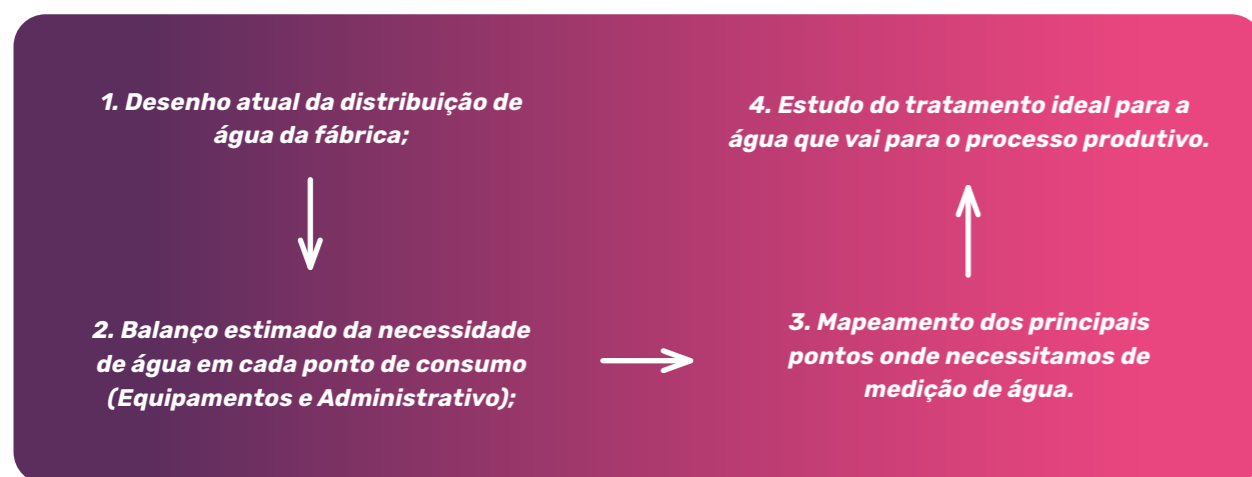 1. Desenho atual da distribuição de
água da fábrica;
2. Balanço estimado da necessidade
de água em cada ponto de consumo
(Equipamentos e Administrativo);
3. Mapeamento dos principais
pontos onde necessitamos de
medição de água.
4. Estudo do tratamento ideal para a
água que vai para o processo produtivo.